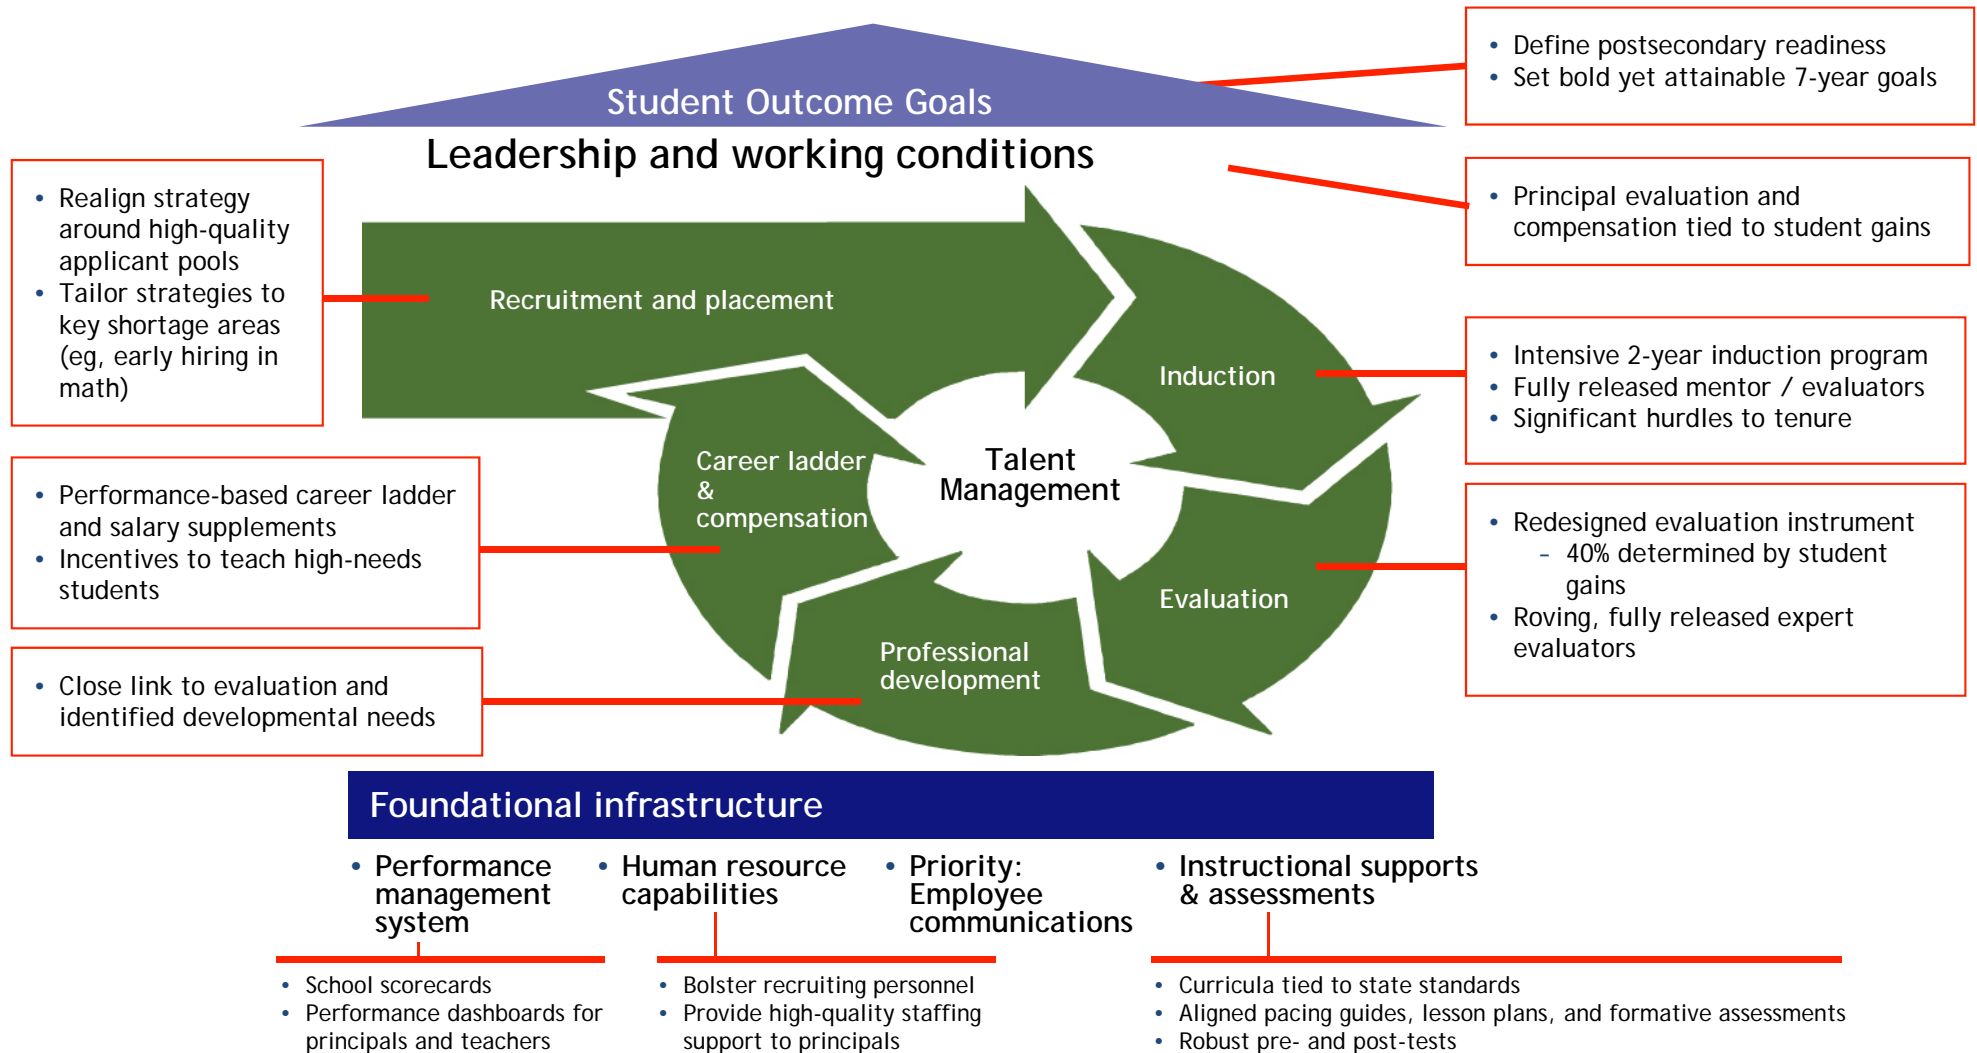 Student Outcome Goals
• Define postsecondary readiness
• Set bold yet attainable 7-year goals
Leadership and working conditions
• Principal evaluation and
compensation tied to student gains
• Realign strategy
around high-quality
applicant pools
• Tailor strategies to
key shortage areas
(eg, early hiring in
math)
Recruitment and placement
Induction
• Intensive 2-year induction program
• Fully released mentor / evaluators
• Significant hurdles to tenure
Talent
Management
Career ladder
&
compensation
• Performance-based career ladder
and salary supplements
• Incentives to teach high-needs
students
Evaluation
• Redesigned evaluation instrument
– 40% determined by student
gains
• Roving, fully released expert
evaluators
Professional
development
• Close link to evaluation and
identified developmental needs
Foundational infrastructure
• Performance
management
system
• Human resource
capabilities
• Priority:
Employee
communications
• Instructional supports
& assessments
• School scorecards
• Performance dashboards for
principals and teachers
• Bolster recruiting personnel
• Provide high-quality staffing
support to principals
• Curricula tied to state standards
• Aligned pacing guides, lesson plans, and formative assessments
• Robust pre- and post-tests